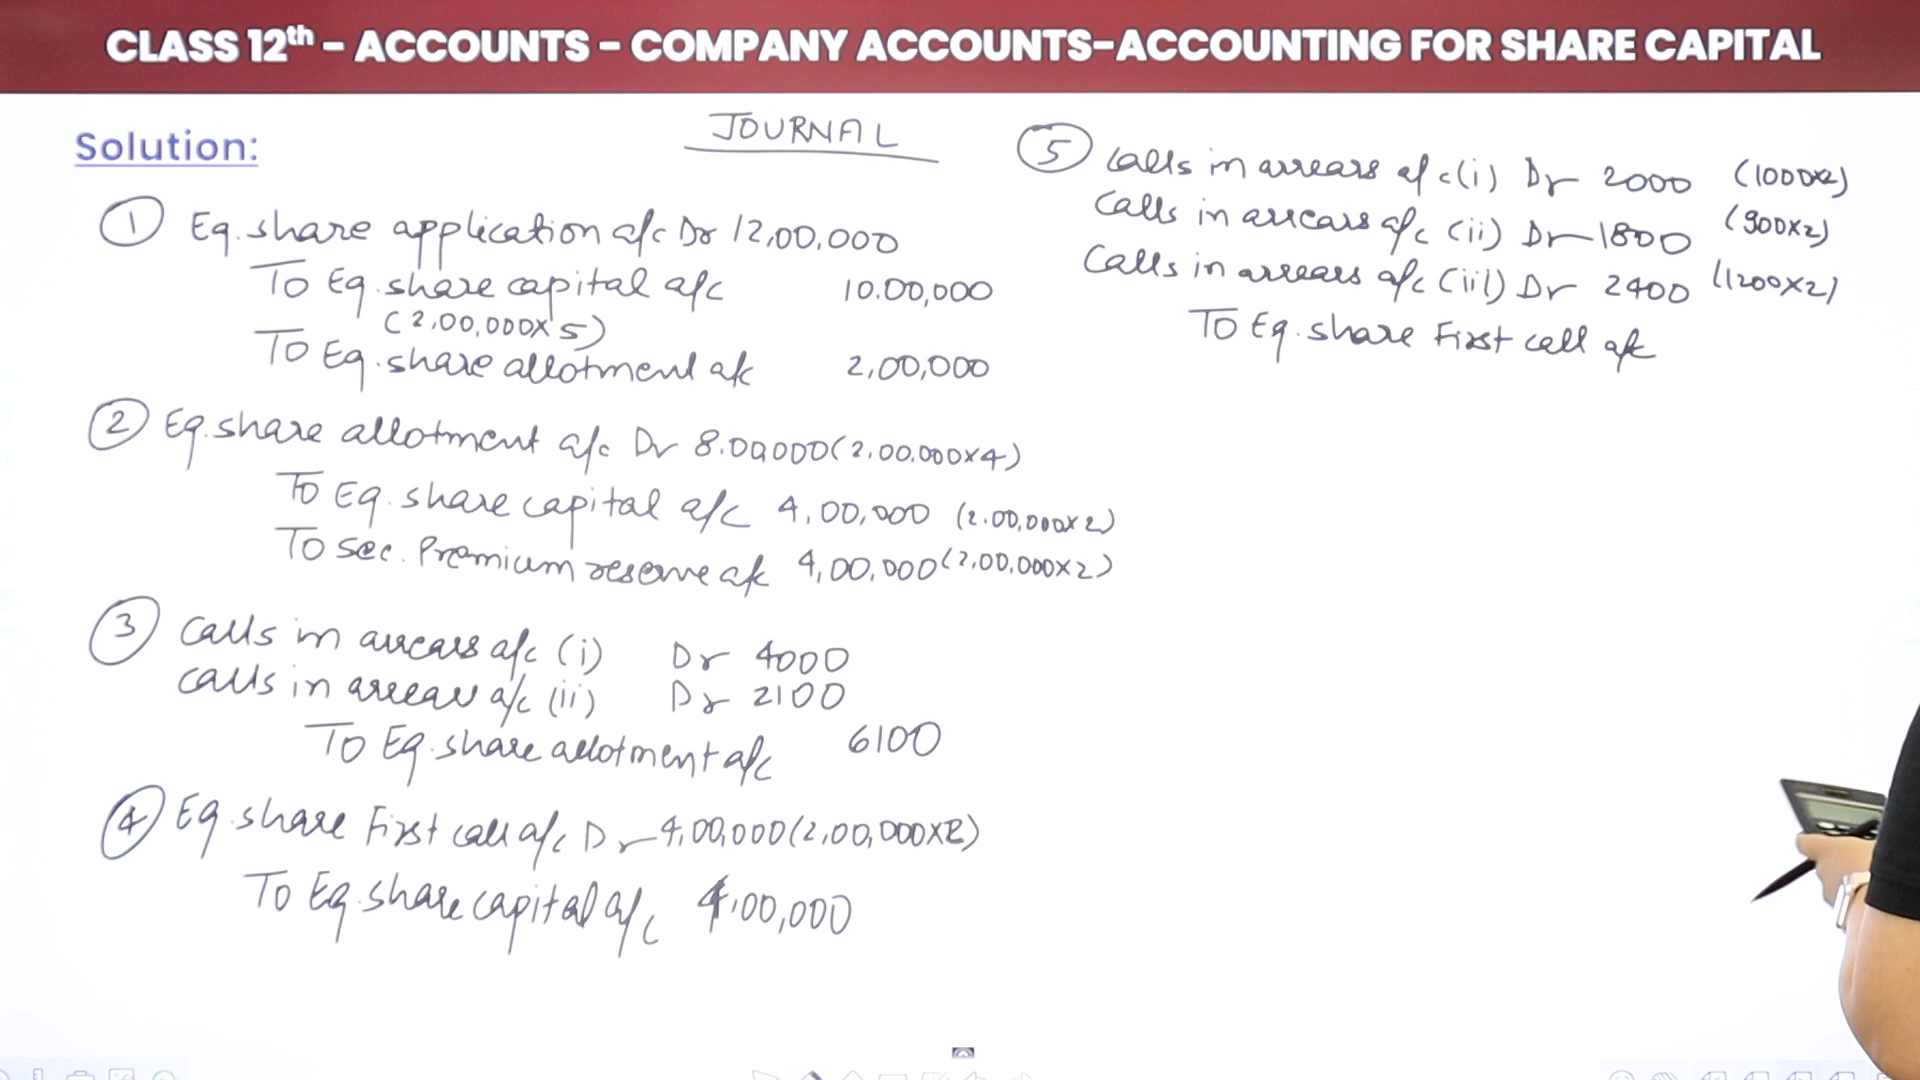 CLASS 12th - ACCOUNTS - COMPANY ACCOUNTS-ACCOUNTING FOR SHARE CAPITAL
Solution:
JOURNAL
① Eq. share application a/c Dr 12,00,000
To Eq. share capital a/c 10.00,000
(2,00,000x5)
To Eq. share allotment a/c 2,00,000
② Eq. share allotment a/c Dr 8.00,000 (2,00,000x4)
To Eq. share capital a/c 4,00,000 (2.00,000x2)
To Sec. Premium reserve a/c 4,00,000 (2,00,000x2)
③ Calls in arrears a/c (i) Dr 4000
Calls in arrear a/c (ii) Dr 2100
To Eq. share allotment a/c 6100
④ Eq. share First call a/c Dr 4,00,000 (2,00,000x2)
To Eq. share capital a/c 4,00,000
⑤ Calls in arrears a/c (i) Dr 2000 (1000x2)
Calls in arrears a/c (ii) Dr 1800 (900x2)
Calls in arrears a/c (iii) Dr 2400 (1200x2)
To Eq. share First call a/c